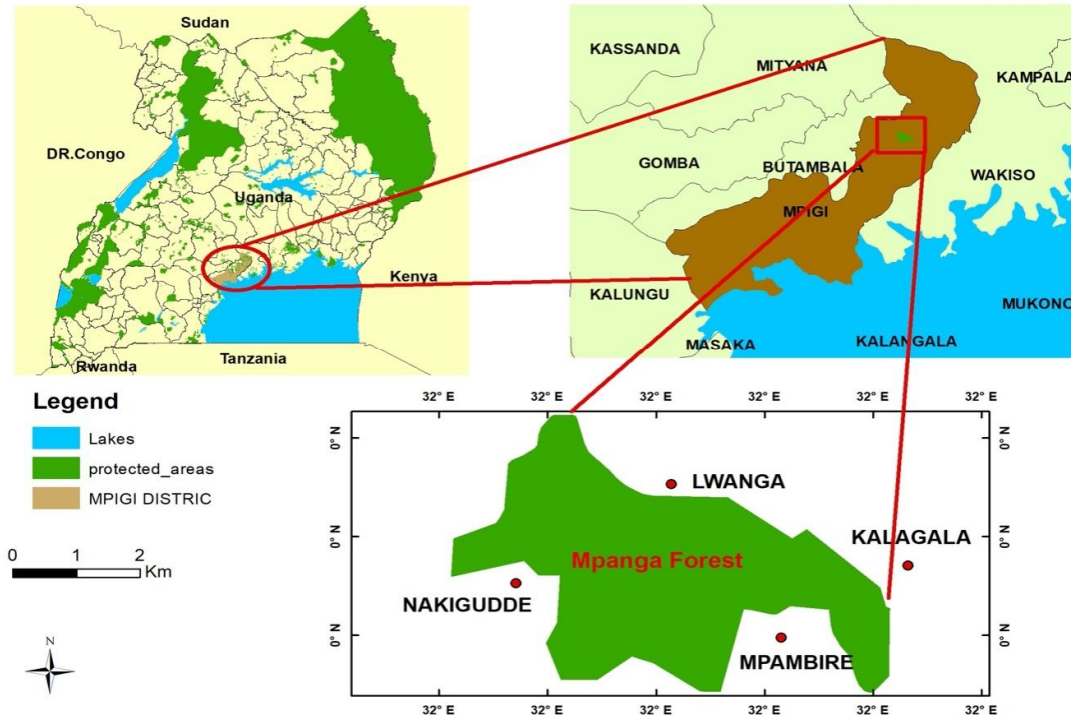 Sudan
DR.Congo
Uganda
Kenya
Rwanda
Tanzania
KASSANDA
MITYANA
KAMPALA
GOMBA
BUTAMBALA
WAKISO
MPIGI
KALUNGU
MUKONO
MASAKA
KALANGALA
Legend
Lakes
protected_areas
MPIGI DISTRIC
0 1 2
Km
N
32° E 32° E 32° E 32° E 32° E 32° E
0° N
0° N
0° N
LWANGA
KALAGALA
Mpanga Forest
NAKIGUDDE
MPAMBIRE
0° N
0° N
0° N
32° E 32° E 32° E 32° E 32° E 32° E